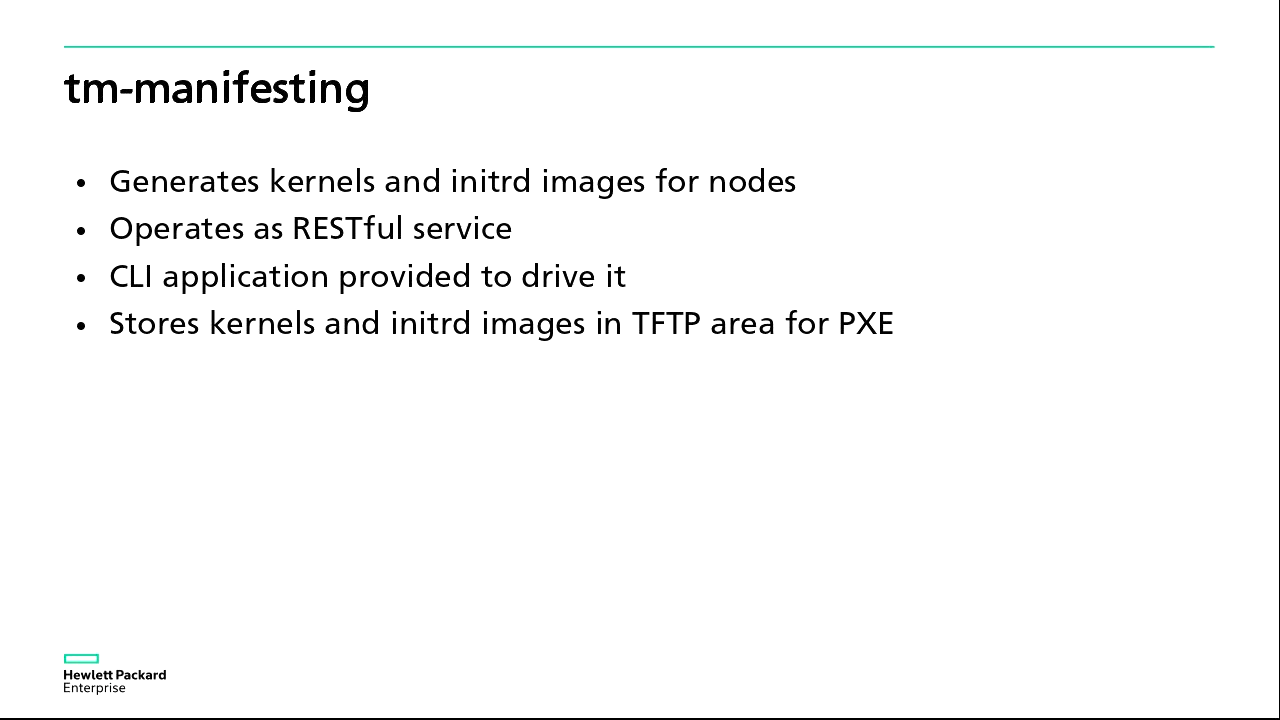 tm-manifesting
• Generates kernels and initrd images for nodes
• Operates as RESTful service
• CLI application provided to drive it
• Stores kernels and initrd images in TFTP area for PXE
Hewlett Packard
Enterprise